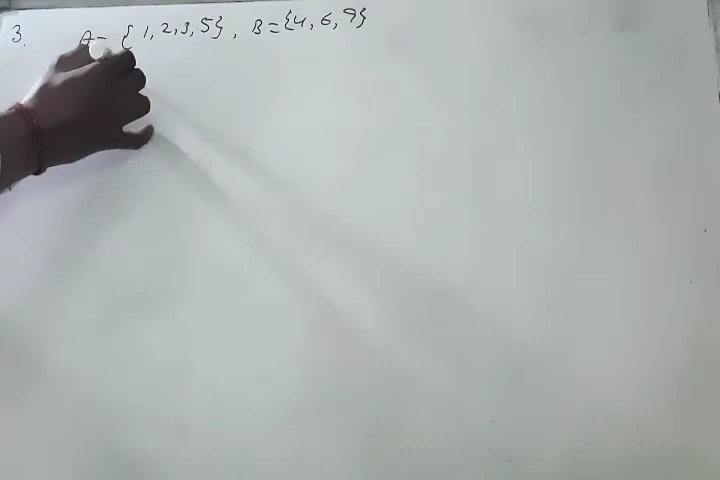 3. A= {1,2,3,5}, B={4,6,9}